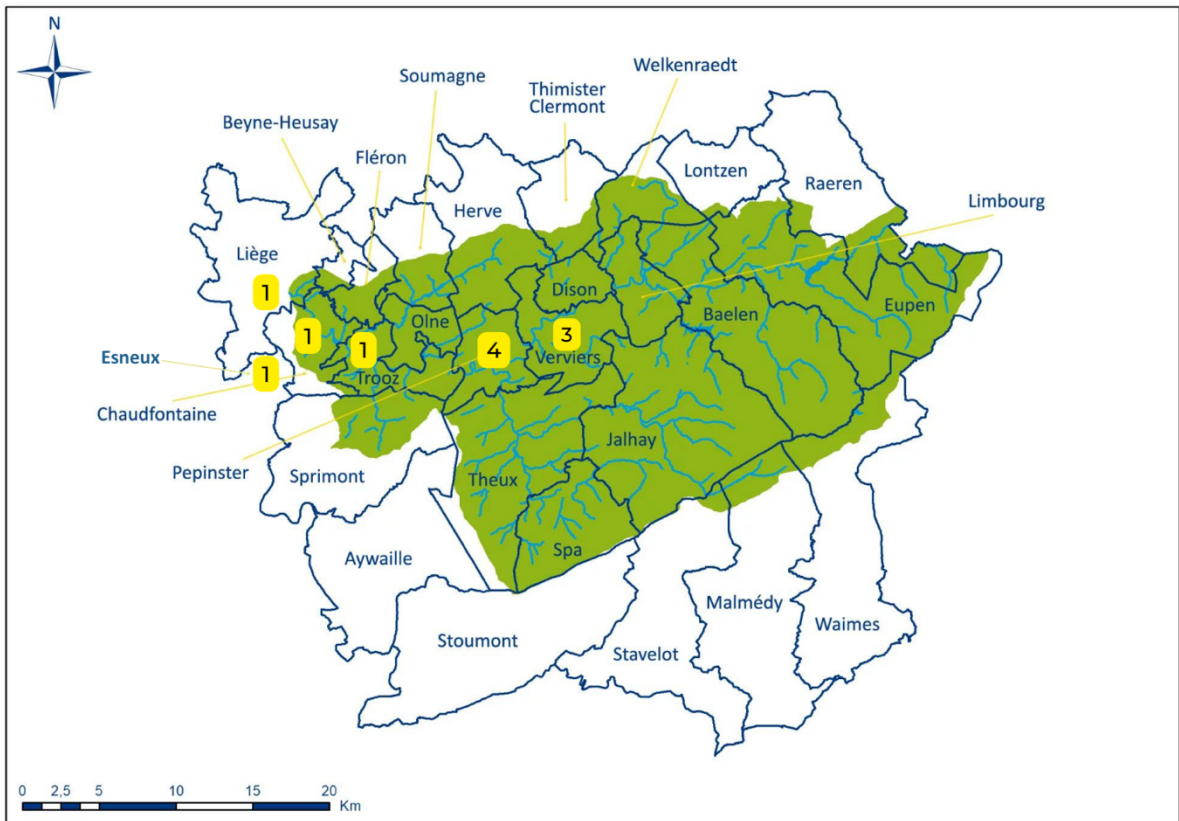 N
Welkenraedt
Soumagne
Thimister
Clermont
Beyne-Heusay
Fléron
Lontzen
Raeren
Limbourg
Herve
Liège
1
Dison
Eupen
Baelen
Olne
1
1
4
3
Verviers
Esneux
1
Trooz
Chaudfontaine
Jalhay
Pepinster
Sprimont
Theux
Spa
Aywaille
Malmédy
Waimes
Stoumont
Stavelot
0 2,5 5 10 15 20
Km